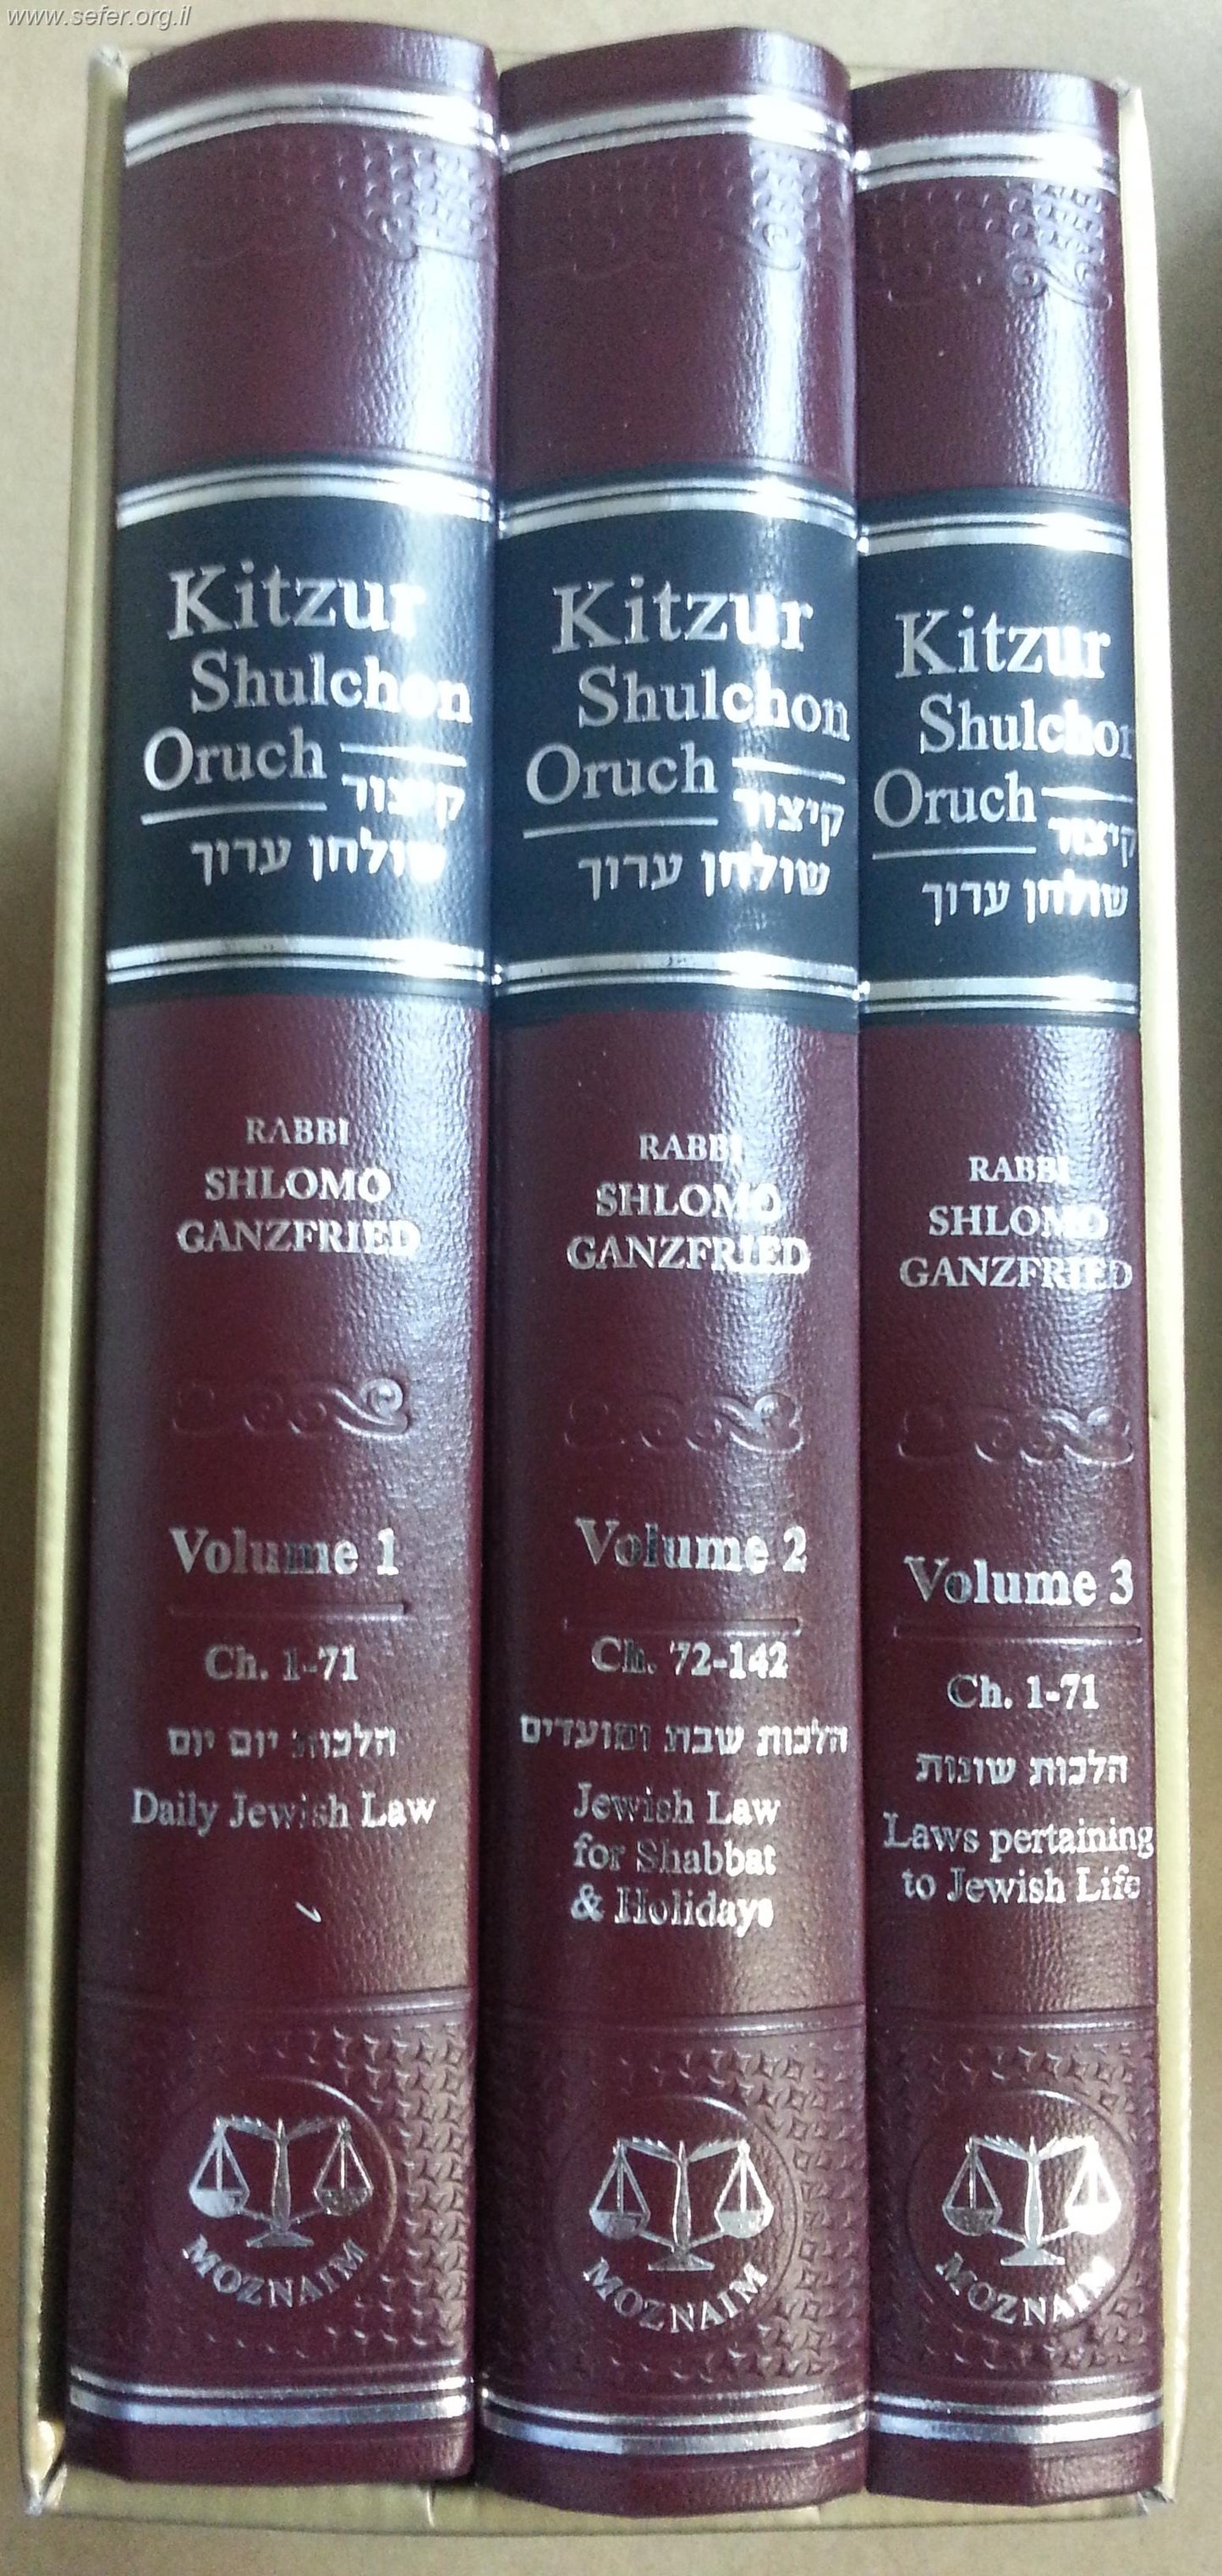 www.sefer.org.il
Kitzur
Shulchon
Oruch
קיצור
שולחן ערוך
RABBI
SHLOMO
GANZFRIED
Volume 1
Ch. 1-71
הלכות יום יום
Daily Jewish Law
MOZNAIM
Kitzur
Shulchon
Oruch
קיצור
שולחן ערוך
RABBI
SHLOMO
GANZFRIED
Volume 2
Ch. 72-142
הלכות שבת ומועדים
Jewish Law
for Shabbat
& Holidays
MOZNAIM
Kitzur
Shulchon
Oruch
קיצור
שולחן ערוך
RABBI
SHLOMO
GANZFRIED
Volume 3
Ch. 1-71
הלכות שונות
Laws pertaining
to Jewish Life
MOZNAIM